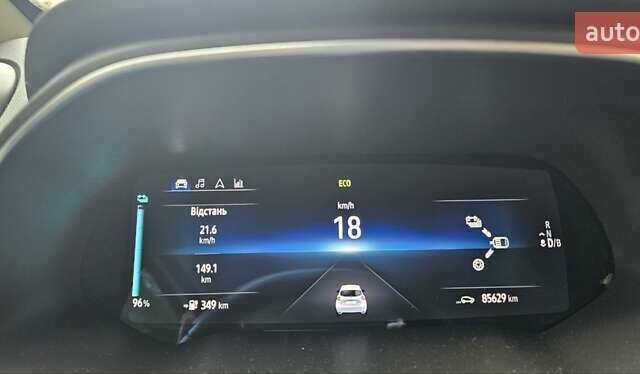 auto
ECO
km/h
18
Відстань
21.6
km/h
149.1
km
96 %
349 km
R
N
D/B
85629 km